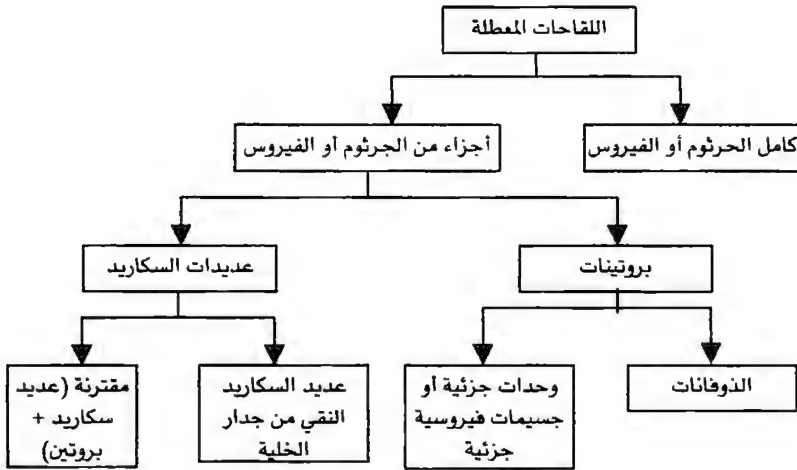 اللقاحات المعطلة
كامل الحرثوم أو الفيروس
أجزاء من الجرثوم أو الفيروس
بروتينات
عديدات السكاريد
الذوفانات
وحدات جزئية أو
جسيمات فيروسية
جزئية
عديد السكاريد
النقي من جدار
الخلية
مقترنة (عديد
سكاريد +
بروتين)